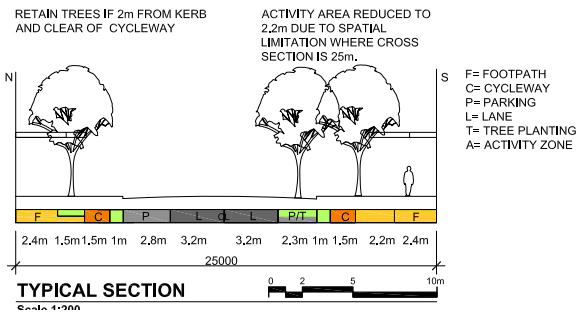 RETAIN TREES IF 2m FROM KERB
AND CLEAR OF CYCLEWAY
ACTIVITY AREA REDUCED TO
2.2m DUE TO SPATIAL
LIMITATION WHERE CROSS
SECTION IS 25m.
N
S
F= FOOTPATH
C= CYCLEWAY
P= PARKING
L= LANE
T= TREE PLANTING
A= ACTIVITY ZONE
F C P L CL L P/T C F
2.4m 1.5m 1.5m 1m 2.8m 3.2m 3.2m 2.3m 1m 1.5m 2.2m 2.4m
25000
TYPICAL SECTION
0 2 5 10m
Scale 1:200